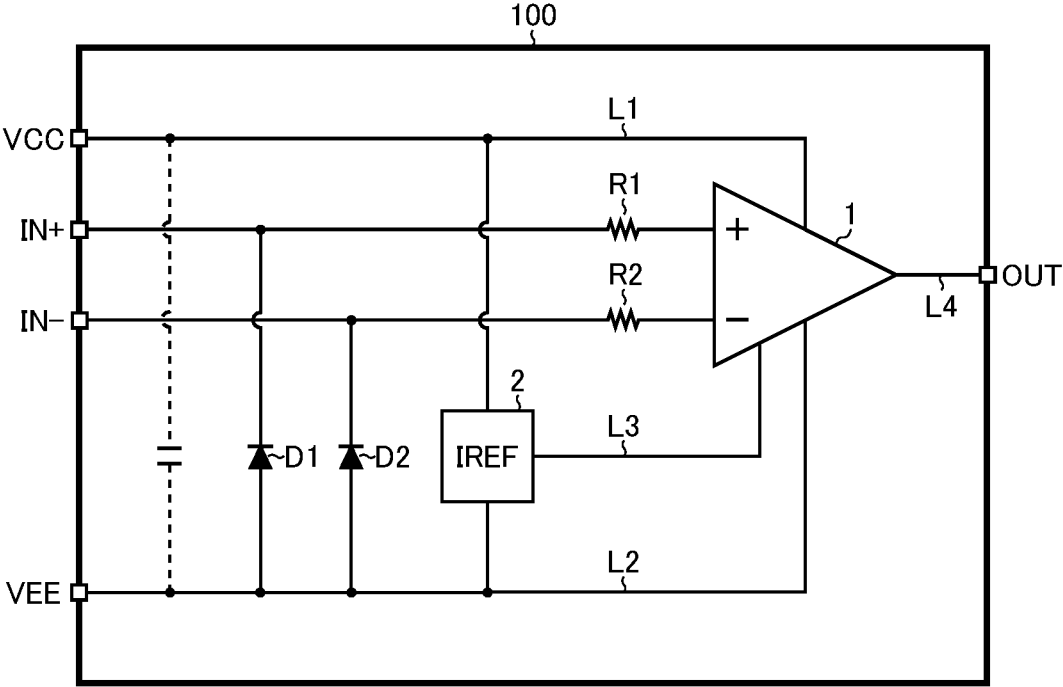 100
L1
VCC
R1
IN+
+
1
R2
OUT
IN-
−
L4
2
L3
D1
D2
IREF
L2
VEE